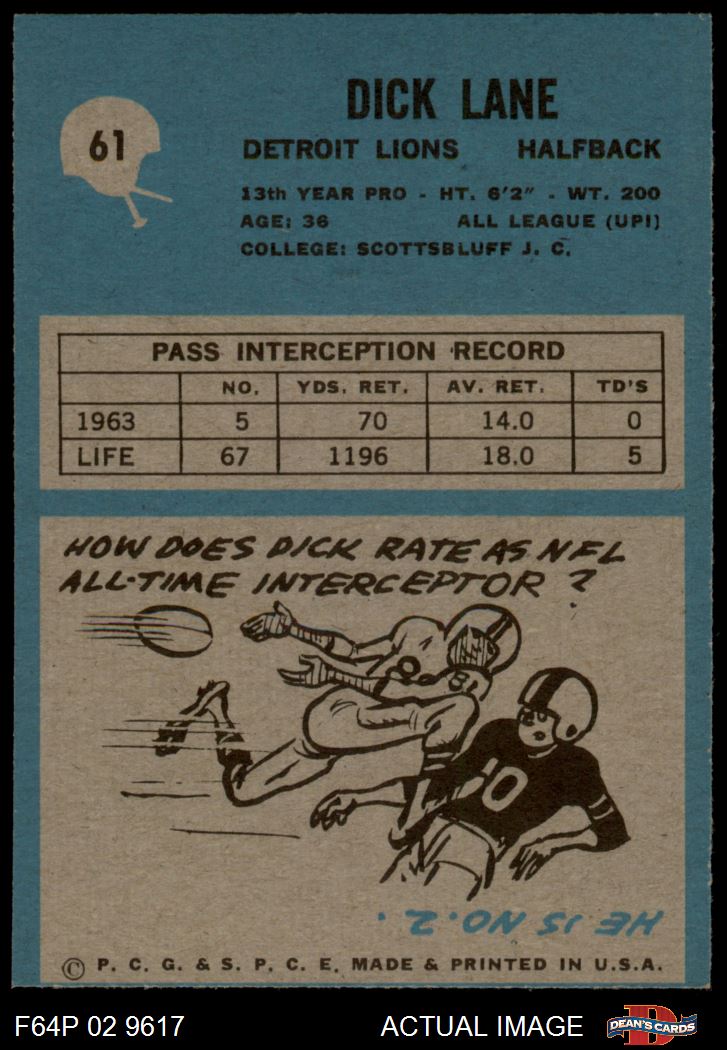 61
DICK LANE
DETROIT LIONS HALFBACK
13th YEAR PRO - HT. 6'2" - WT. 200
AGE: 36 ALL LEAGUE (UPI)
COLLEGE: SCOTTSBLUFF J. C.
PASS INTERCEPTION RECORD
NO. YDS. RET. AV. RET. TD'S
1963 5 70 14.0 0
LIFE 67 1196 18.0 5
HOW DOES DICK RATE AS NFL
ALL-TIME INTERCEPTOR ?
81
10
HE IS NO. 2.
© P. C. G. & S. P. C. E. MADE & PRINTED IN U.S.A.
F64P 02 9617 ACTUAL IMAGE D DEAN'S CARDS